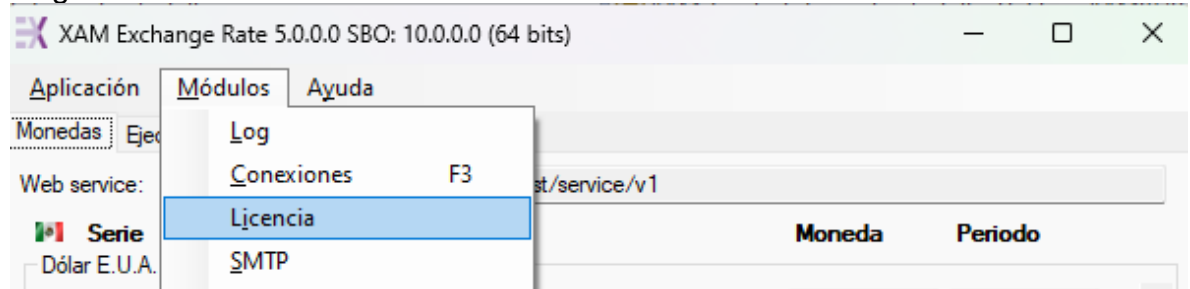 XAM Exchange Rate 5.0.0.0 SBO: 10.0.0.0 (64 bits)
Aplicación Módulos Ayuda
Monedas
Log
Web service: Conexiones F3 st/service/v1
Licencia
Serie Moneda Periodo
Dólar E.U.A. SMTP